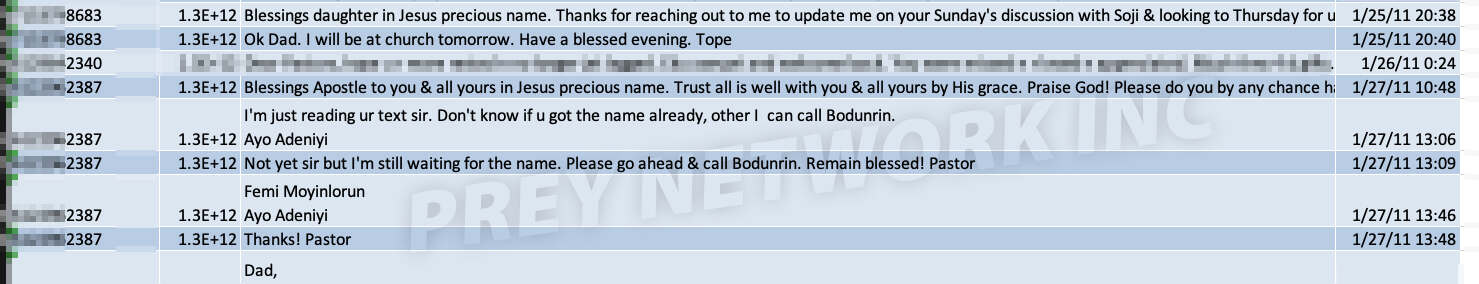 8683 1.3E+12 Blessings daughter in Jesus precious name. Thanks for reaching out to me to update me on your Sunday's discussion with Soji & looking to Thursday for u 1/25/11 20:38
8683 1.3E+12 Ok Dad. I will be at church tomorrow. Have a blessed evening. Tope 1/25/11 20:40
2340 1/26/11 0:24
2387 1.3E+12 Blessings Apostle to you & all yours in Jesus precious name. Trust all is well with you & all yours by His grace. Praise God! Please do you by any chance ha 1/27/11 10:48
I'm just reading ur text sir. Don't know if u got the name already, other I can call Bodunrin.
2387 1.3E+12 Ayo Adeniyi 1/27/11 13:06
2387 1.3E+12 Not yet sir but I'm still waiting for the name. Please go ahead & call Bodunrin. Remain blessed! Pastor 1/27/11 13:09
Femi Moyinlorun
2387 1.3E+12 Ayo Adeniyi 1/27/11 13:46
2387 1.3E+12 Thanks! Pastor 1/27/11 13:48
Dad,
PREY NETWORK INC